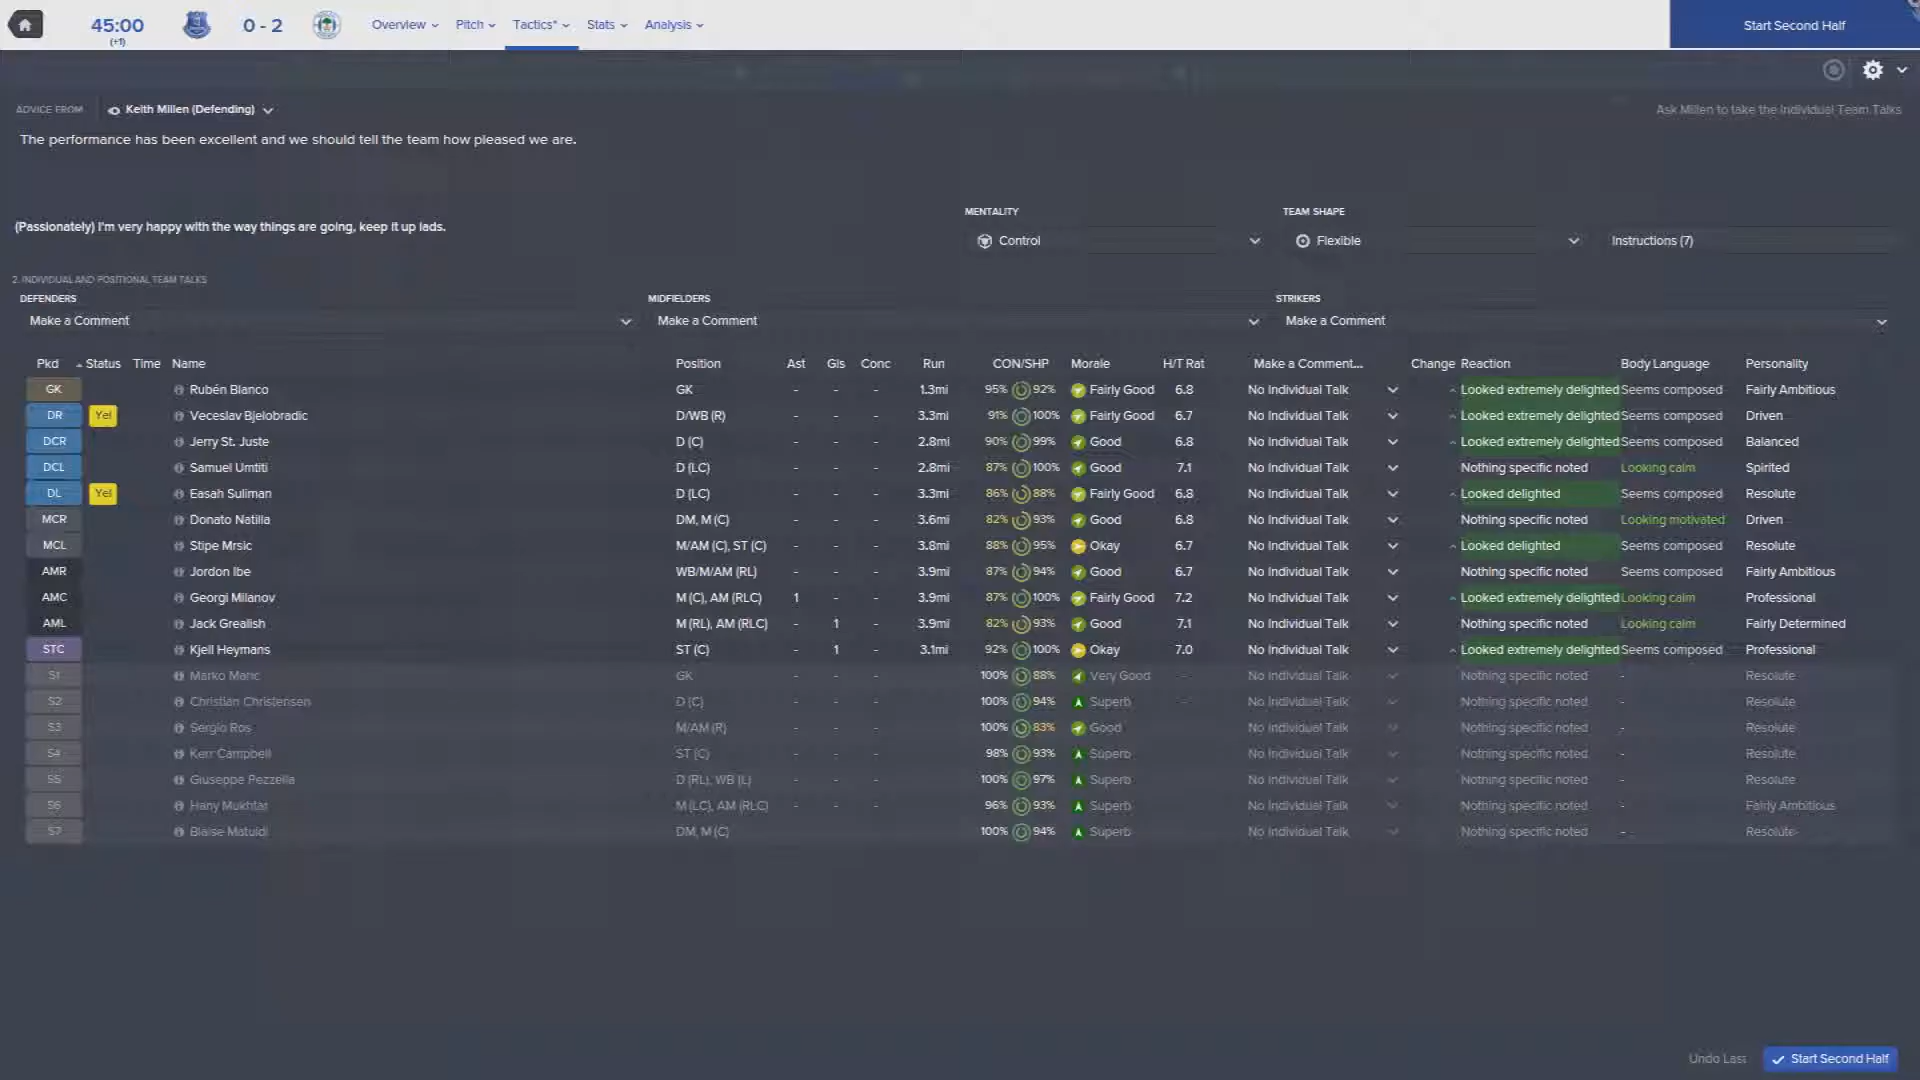 45:00
(+1)
0 - 2
Overview
Pitch
Tactics*
Stats
Analysis
Start Second Half
ADVICE FROM
Keith Millen (Defending)
Ask Millen to take the Individual Team Talks
The performance has been excellent and we should tell the team how pleased we are.
MENTALITY
TEAM SHAPE
(Passionately) I'm very happy with the way things are going, keep it up lads.
Control
Flexible
Instructions (7)
2. INDIVIDUAL AND POSITIONAL TEAM TALKS
DEFENDERS
MIDFIELDERS
STRIKERS
Make a Comment
Make a Comment
Make a Comment
Pkd Status Time Name Position Ast Gls Conc Run CON/SHP Morale H/T Rat Make a Comment... Change Reaction Body Language Personality
GK Rubén Blanco GK - - - 1.3mi 95% 92% Fairly Good 6.8 No Individual Talk Looked extremely delighted Seems composed Fairly Ambitious
DR Yel Veceslav Bjelobradic D/WB (R) - - - 3.3mi 91% 100% Fairly Good 6.7 No Individual Talk Looked extremely delighted Seems composed Driven
DCR Jerry St. Juste D (C) - - - 2.8mi 90% 99% Good 6.8 No Individual Talk Looked extremely delighted Seems composed Balanced
DCL Samuel Umtiti D (LC) - - - 2.8mi 87% 100% Good 7.1 No Individual Talk Nothing specific noted Looking calm Spirited
DL Yel Easah Suliman D (LC) - - - 3.3mi 86% 88% Fairly Good 6.8 No Individual Talk Looked delighted Seems composed Resolute
MCR Donato Natilla DM, M (C) - - - 3.6mi 82% 93% Good 6.8 No Individual Talk Nothing specific noted Looking motivated Driven
MCL Stipe Mrsic M/AM (C), ST (C) - - - 3.8mi 88% 95% Okay 6.7 No Individual Talk Looked delighted Seems composed Resolute
AMR Jordon Ibe WB/M/AM (RL) - - - 3.9mi 87% 94% Good 6.7 No Individual Talk Nothing specific noted Seems composed Fairly Ambitious
AMC Georgi Milanov M (C), AM (RLC) 1 - - 3.9mi 87% 100% Fairly Good 7.2 No Individual Talk Looked extremely delighted Looking calm Professional
AML Jack Grealish M (RL), AM (RLC) - 1 - 3.9mi 82% 93% Good 7.1 No Individual Talk Nothing specific noted Looking calm Fairly Determined
STC Kjell Heymans ST (C) - 1 - 3.1mi 92% 100% Okay 7.0 No Individual Talk Looked extremely delighted Seems composed Professional
S1 Marko Maric GK - - - 100% 88% Very Good - No Individual Talk Nothing specific noted - Resolute
S2 Christian Christensen D (C) - - - 100% 94% Superb - No Individual Talk Nothing specific noted - Resolute
S3 Sergio Ros M/AM (R) - - - 100% 83% Good No Individual Talk Nothing specific noted - Resolute
S4 Kerr Campbell ST (C) - - - 98% 93% Superb No Individual Talk Nothing specific noted - Resolute
S5 Giuseppe Pezzella D (RL), WB (L) - - - 100% 97% Superb No Individual Talk Nothing specific noted - Resolute
S6 Hany Mukhtar M (LC), AM (RLC) - - - 96% 93% Superb No Individual Talk Nothing specific noted - Fairly Ambitious
S7 Blaise Matuidi DM, M (C) - - - 100% 94% Superb No Individual Talk Nothing specific noted - Resolute
Undo Last
Start Second Half